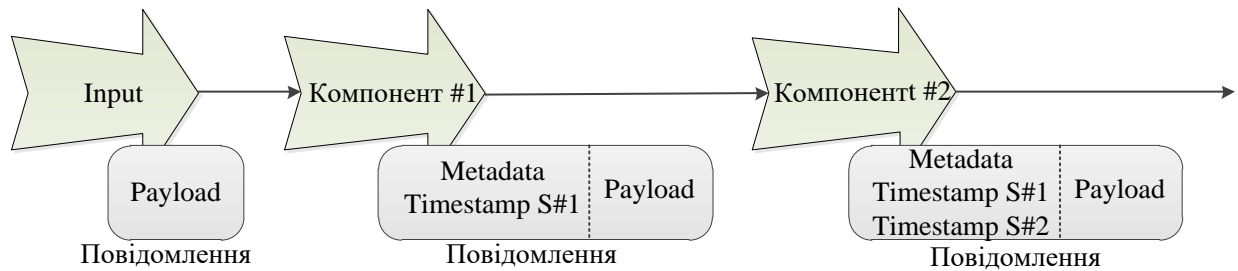 Input
Компонент #1
Компонентt #2
Payload
Metadata
Timestamp S#1
Payload
Metadata
Timestamp S#1
Timestamp S#2
Payload
Повідомлення
Повідомлення
Повідомлення